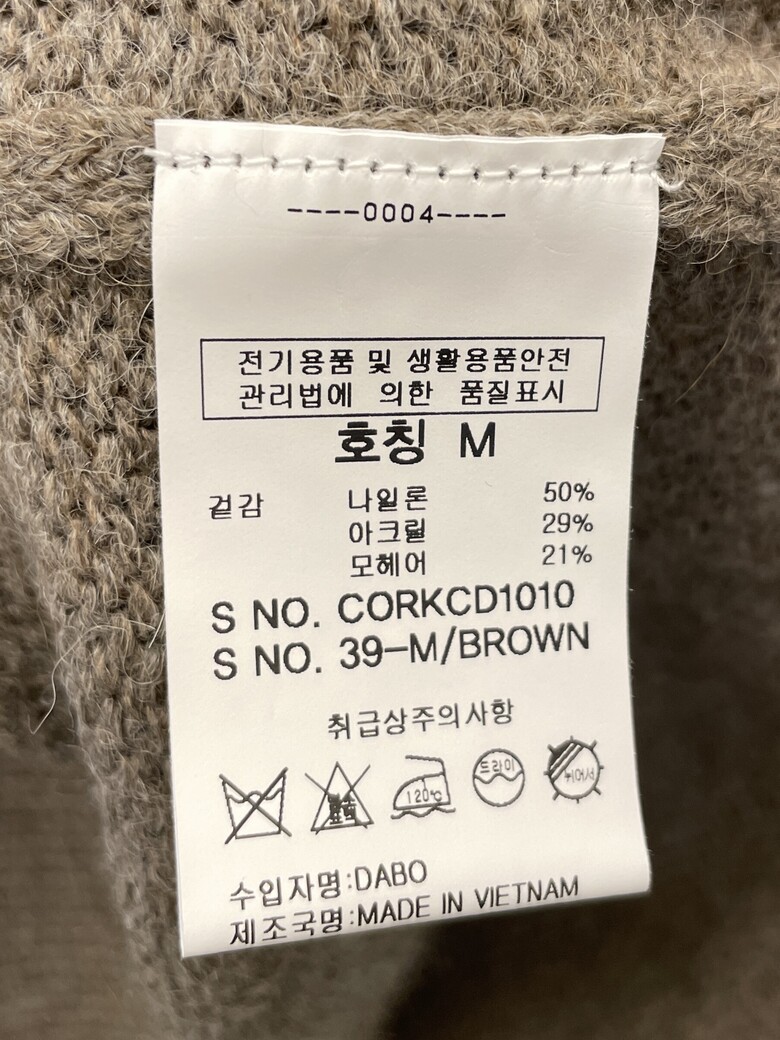 ----0004----
전기용품 및 생활용품안전
관리법에 의한 품질표시
호칭 M
겉감 나일론 50%
아크릴 29%
모헤어 21%
S NO. CORKCD1010
S NO. 39-M/BROWN
취급상주의사항
120℃ 드라이 뉘어서
수입자명:DABO
제조국명:MADE IN VIETNAM